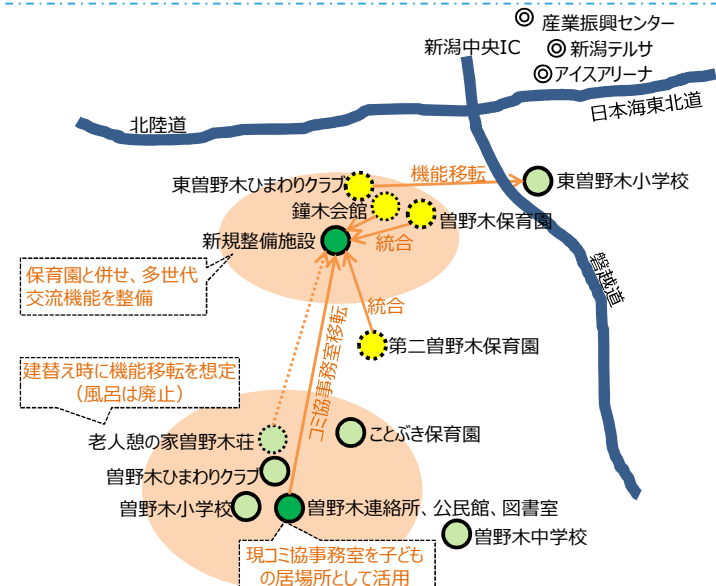 ◎ 産業振興センター
新潟中央IC
◎ 新潟テルサ
◎ アイスアリーナ
日本海東北道
北陸道
機能移転
東曽野木ひまわりクラブ
東曽野木小学校
鐘木会館
曽野木保育園
新規整備施設
統合
保育園と併せ、多世代
交流機能を整備
磐越道
統合
コミ協事務室移転
第二曽野木保育園
建替え時に機能移転を想定
（風呂は廃止）
老人憩の家曽野木荘
ことぶき保育園
曽野木ひまわりクラブ
曽野木小学校
曽野木連絡所、公民館、図書室
曽野木中学校
現コミ協事務室を子ども
の居場所として活用